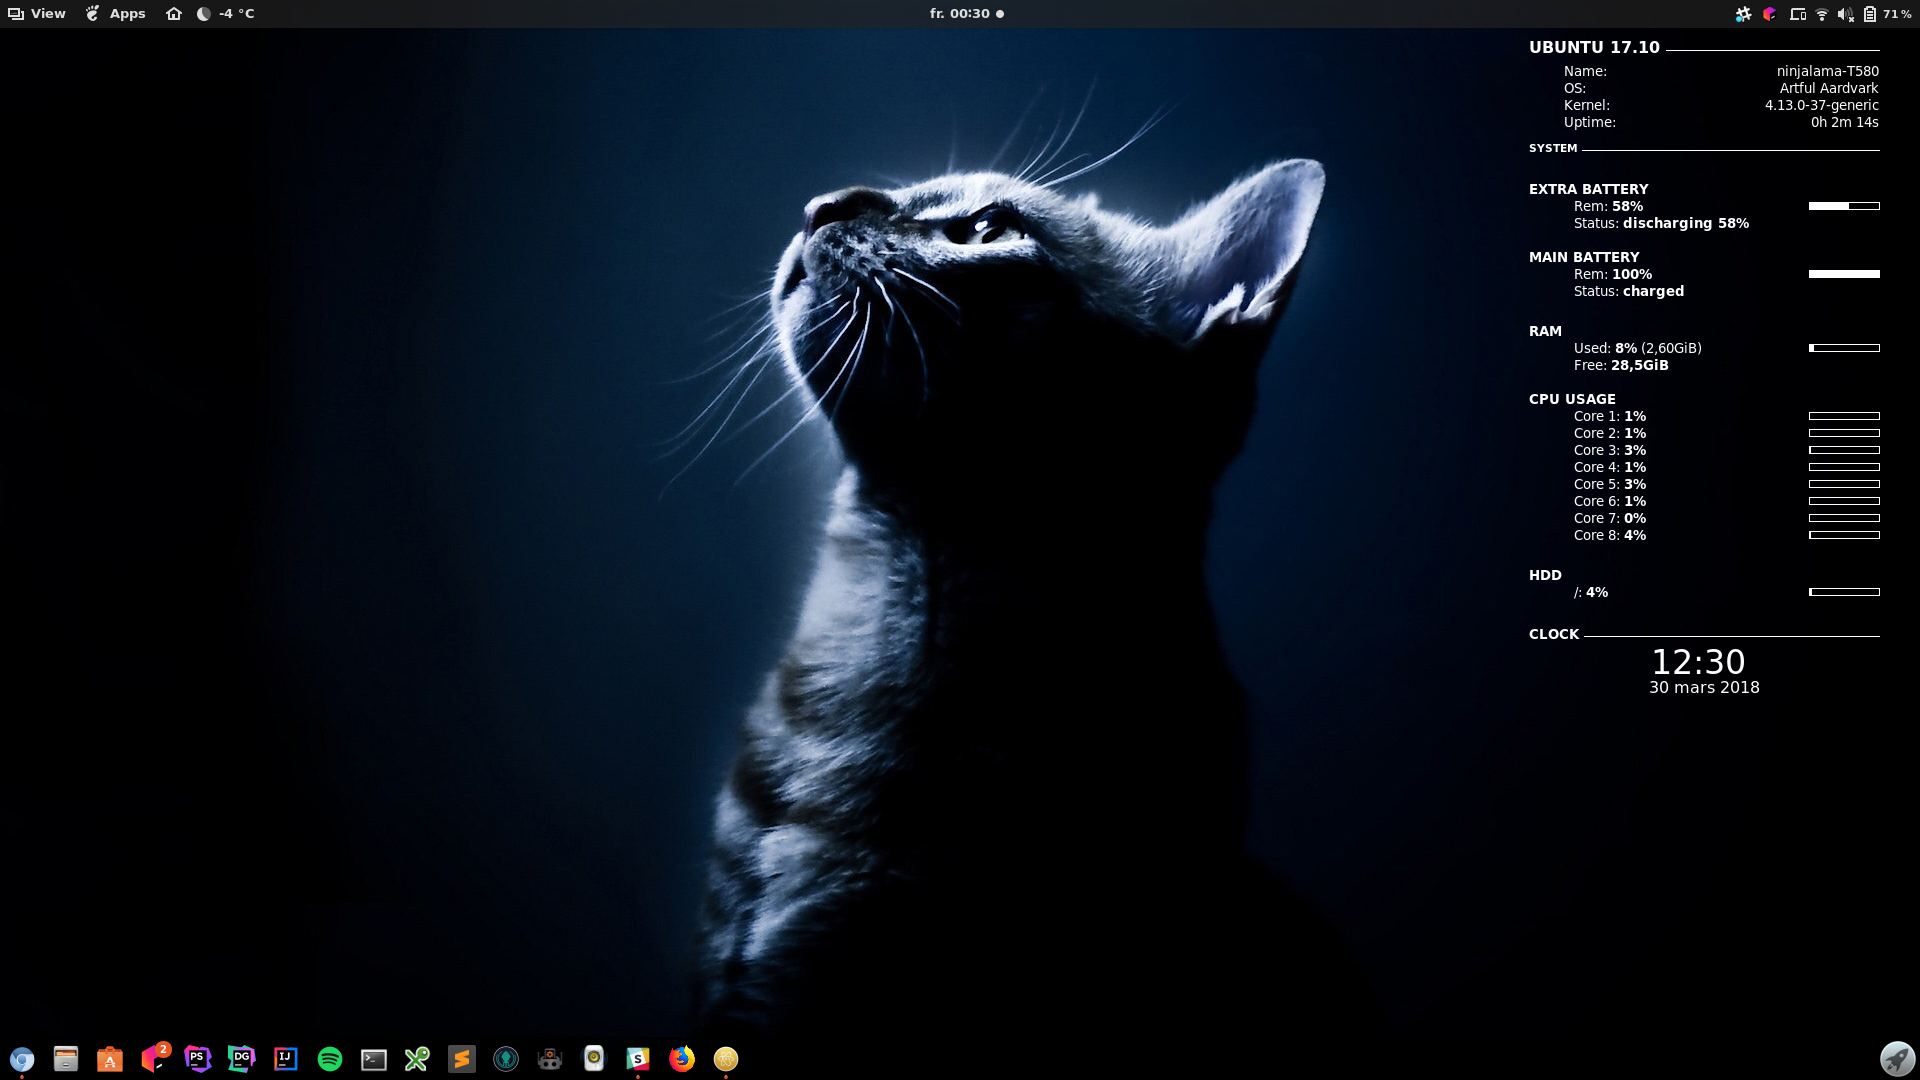 View Apps -4 °C fr. 00:30 71%
UBUNTU 17.10
Name: ninjalama-T580
OS: Artful Aardvark
Kernel: 4.13.0-37-generic
Uptime: 0h 2m 14s
SYSTEM
EXTRA BATTERY
Rem: 58%
Status: discharging 58%
MAIN BATTERY
Rem: 100%
Status: charged
RAM
Used: 8% (2,60GiB)
Free: 28,5GiB
CPU USAGE
Core 1: 1%
Core 2: 1%
Core 3: 3%
Core 4: 1%
Core 5: 3%
Core 6: 1%
Core 7: 0%
Core 8: 4%
HDD
/: 4%
CLOCK
12:30
30 mars 2018
2 PS DG IJ S